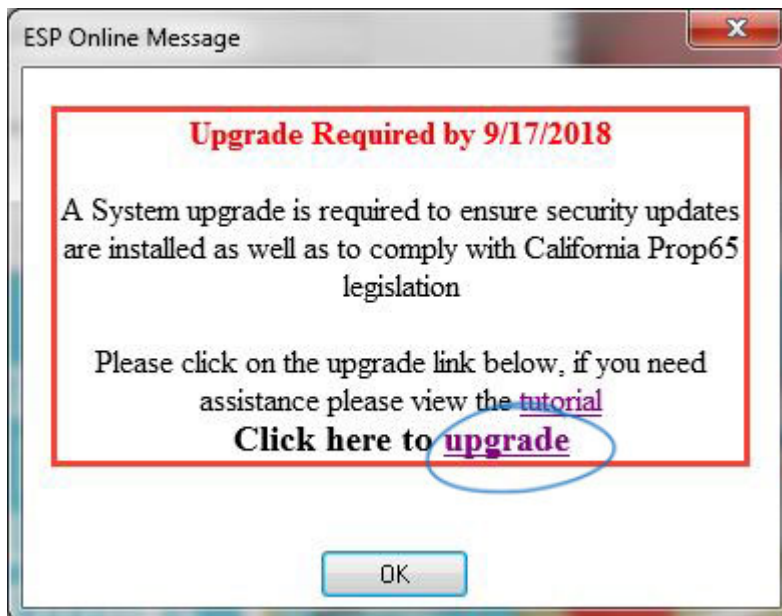 ESP Online Message
Upgrade Required by 9/17/2018
A System upgrade is required to ensure security updates
are installed as well as to comply with California Prop65
legislation
Please click on the upgrade link below, if you need
assistance please view the tutorial
Click here to upgrade
OK